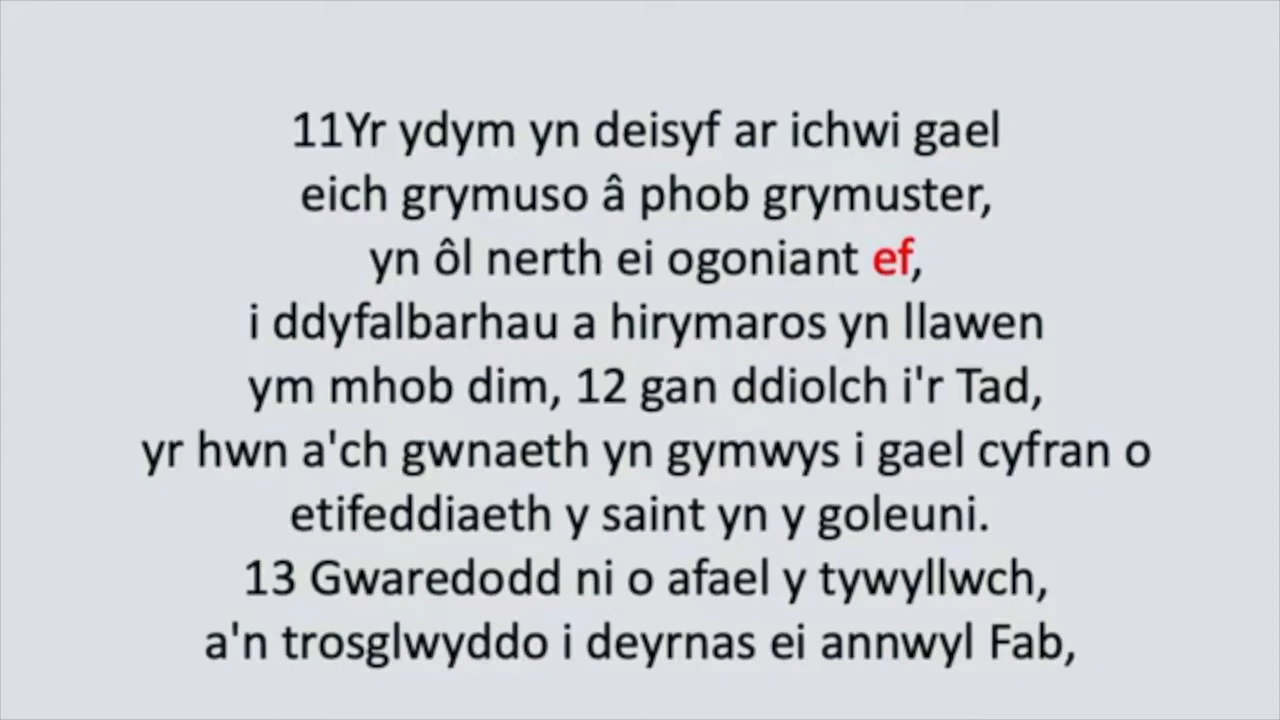 11Yr ydym yn deisyf ar ichwi gael
eich grymuso â phob grymuster,
yn ôl nerth ei ogoniant ef,
i ddyfalbarhau a hirymaros yn llawen
ym mhob dim, 12 gan ddiolch i'r Tad,
yr hwn a'ch gwnaeth yn gymwys i gael cyfran o
etifeddiaeth y saint yn y goleuni.
13 Gwaredodd ni o afael y tywyllwch,
a'n trosglwyddo i deyrnas ei annwyl Fab,